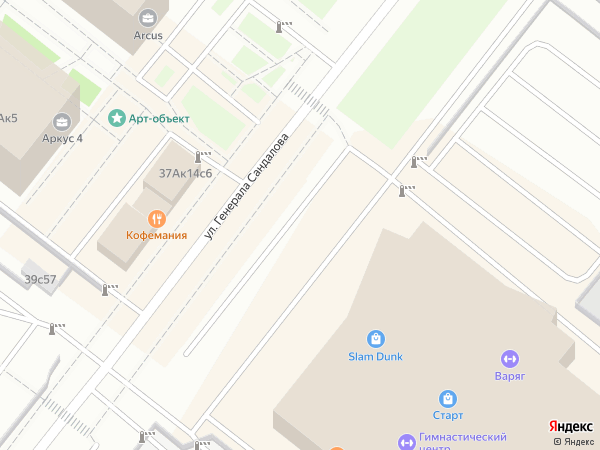 Arcus
Ак5
Аркус 4
Арт-объект
37Ак14с6
ул. Генерала Сандалова
Кофемания
39с57
Slam Dunk
Варяг
Старт
Гимнастический
центр
Яндекс
© Яндекс